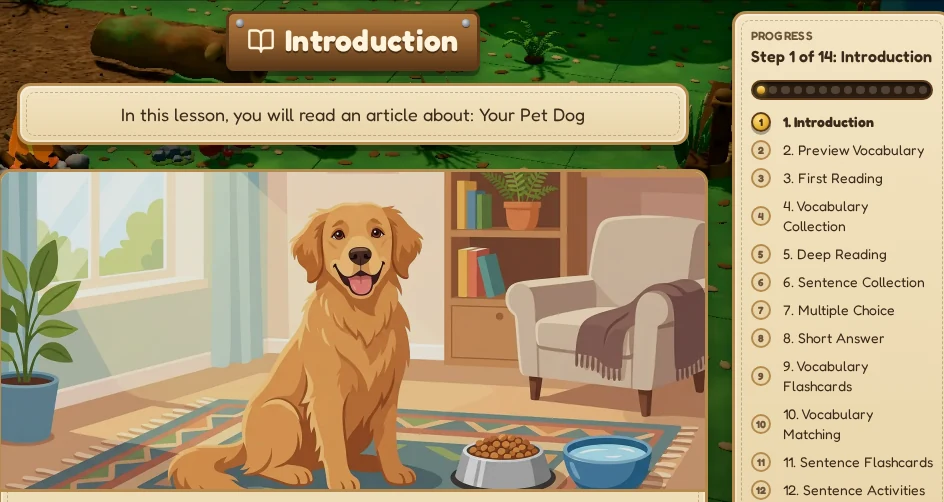 Introduction
In this lesson, you will read an article about: Your Pet Dog
PROGRESS
Step 1 of 14: Introduction
1 1. Introduction
2 2. Preview Vocabulary
3 3. First Reading
4 4. Vocabulary
Collection
5 5. Deep Reading
6 6. Sentence Collection
7 7. Multiple Choice
8 8. Short Answer
9 9. Vocabulary
Flashcards
10 10. Vocabulary
Matching
11 11. Sentence Flashcards
12 12. Sentence Activities